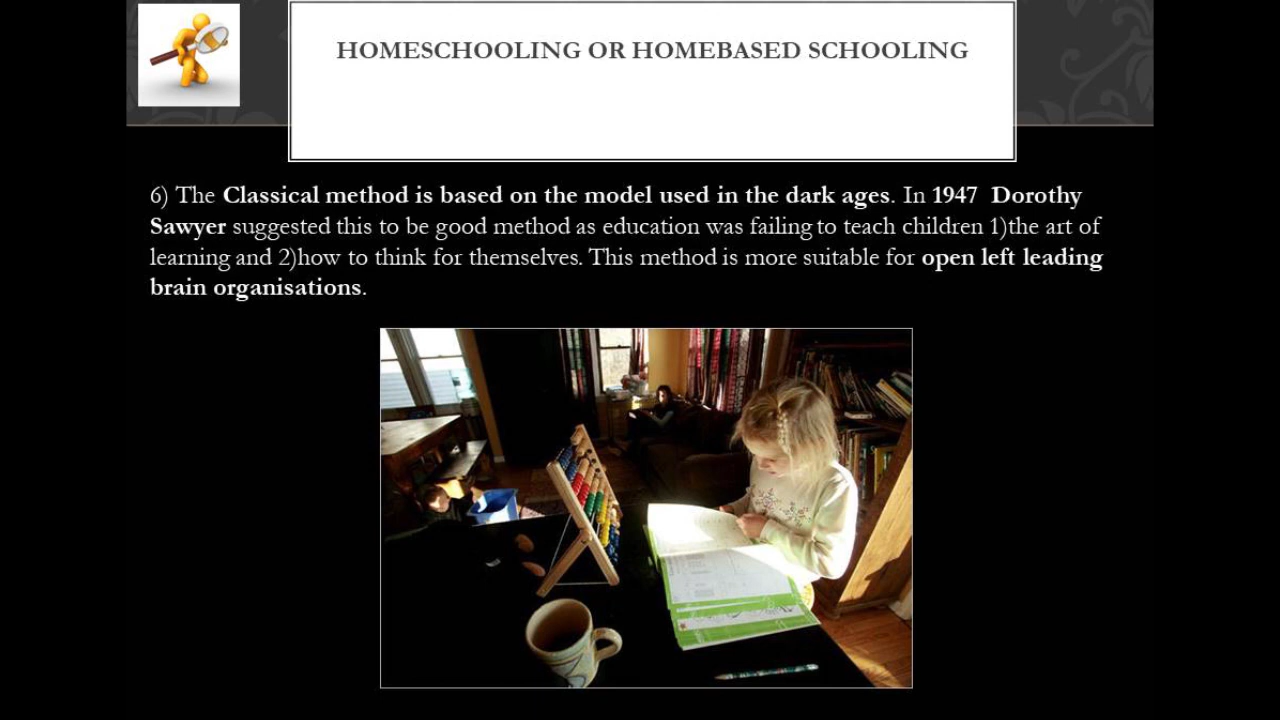 HOMESCHOOLING OR HOMEBASED SCHOOLING
6) The Classical method is based on the model used in the dark ages. In 1947  Dorothy
Sawyer suggested this to be good method as education was failing to teach children 1)the art of
learning and 2)how to think for themselves. This method is more suitable for open left leading
brain organisations.